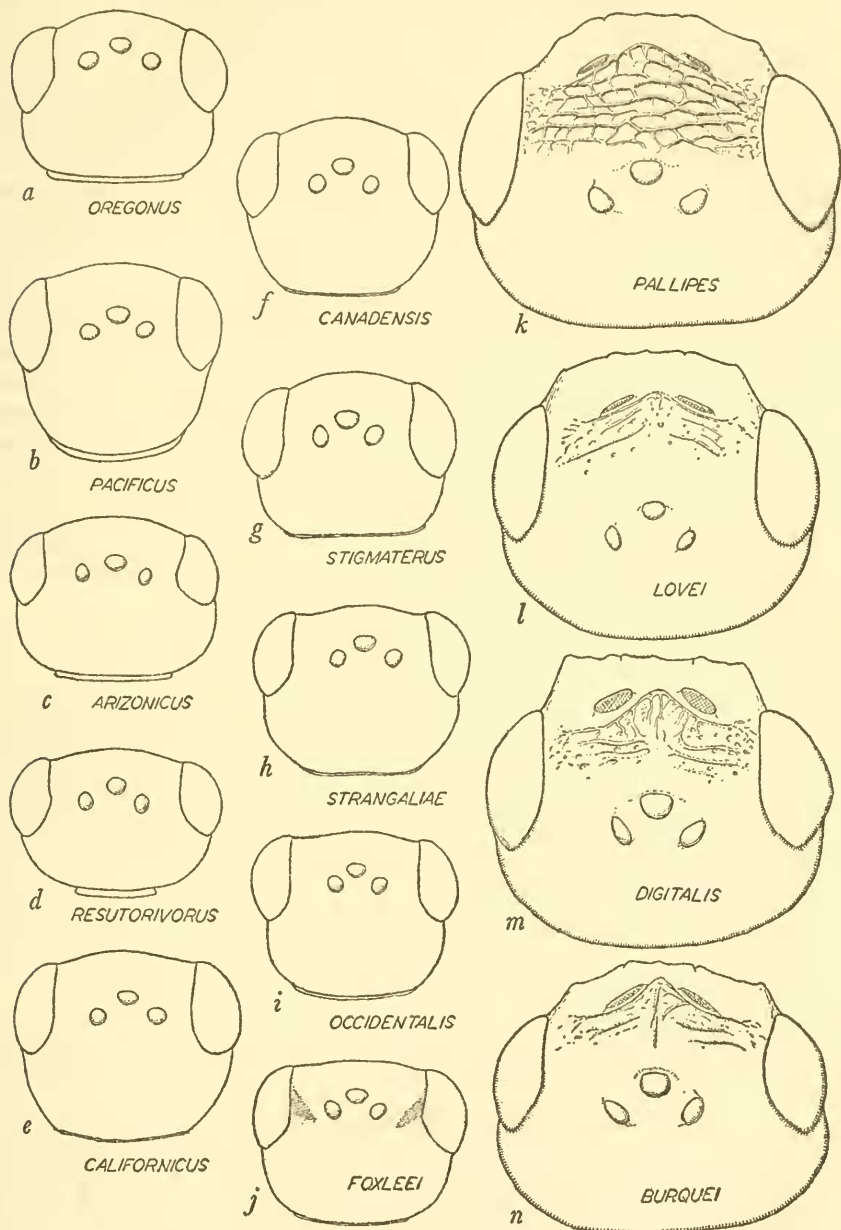 a
OREGONUS
b
PACIFICUS
c
ARIZONICUS
d
RESUTORIVORUS
e
CALIFORNICUS
f
CANADENSIS
g
STIGMATERUS
h
STRANGALIAE
i
OCCIDENTALIS
j
FOXLEEI
k
PALLIPES
l
LOVEI
m
DIGITALIS
n
BURQUEI